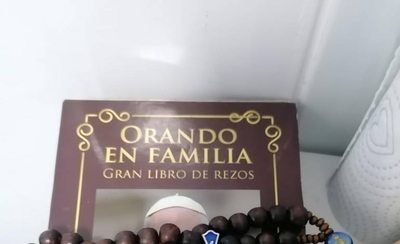 ORANDO
EN FAMILIA
GRAN LIBRO DE REZOS